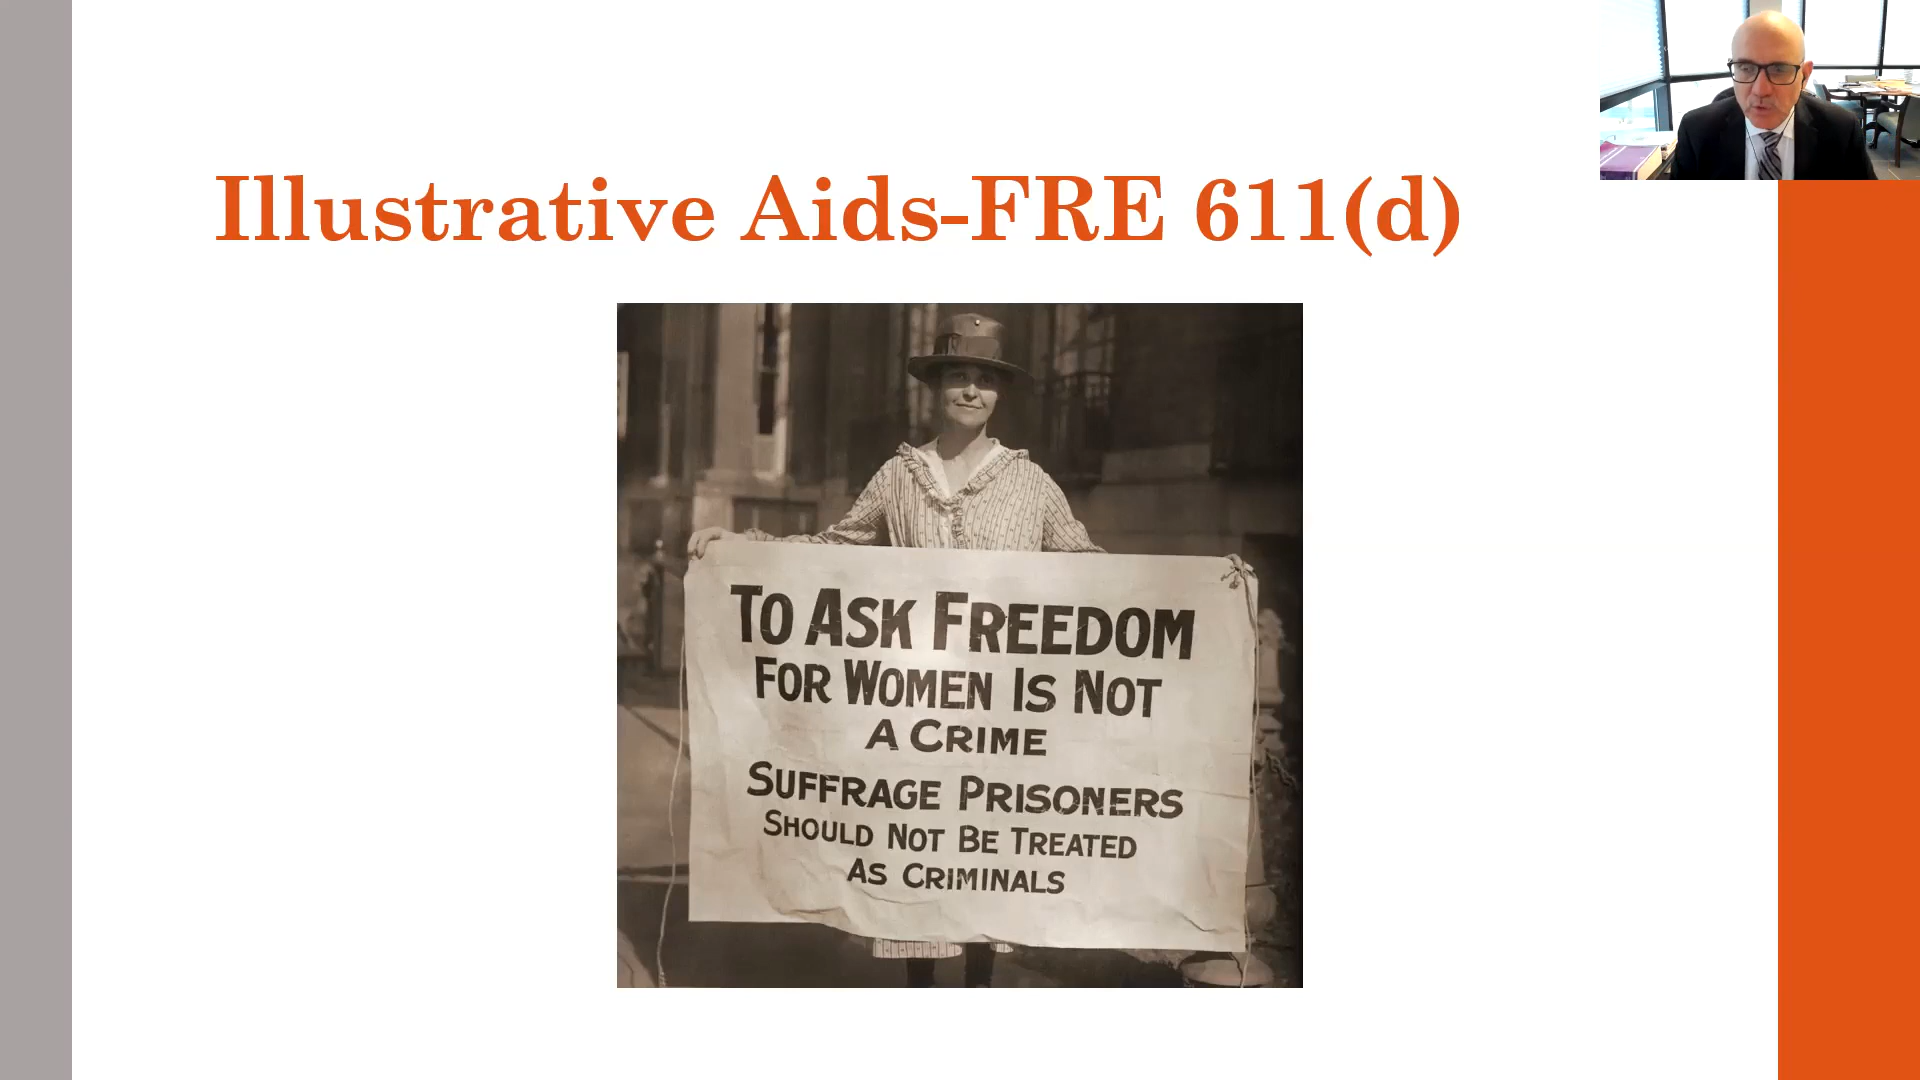 Illustrative Aids-FRE 611(d)
TO ASK FREEDOM
FOR WOMEN IS NOT
A CRIME
SUFFRAGE PRISONERS
SHOULD NOT BE TREATED
AS CRIMINALS